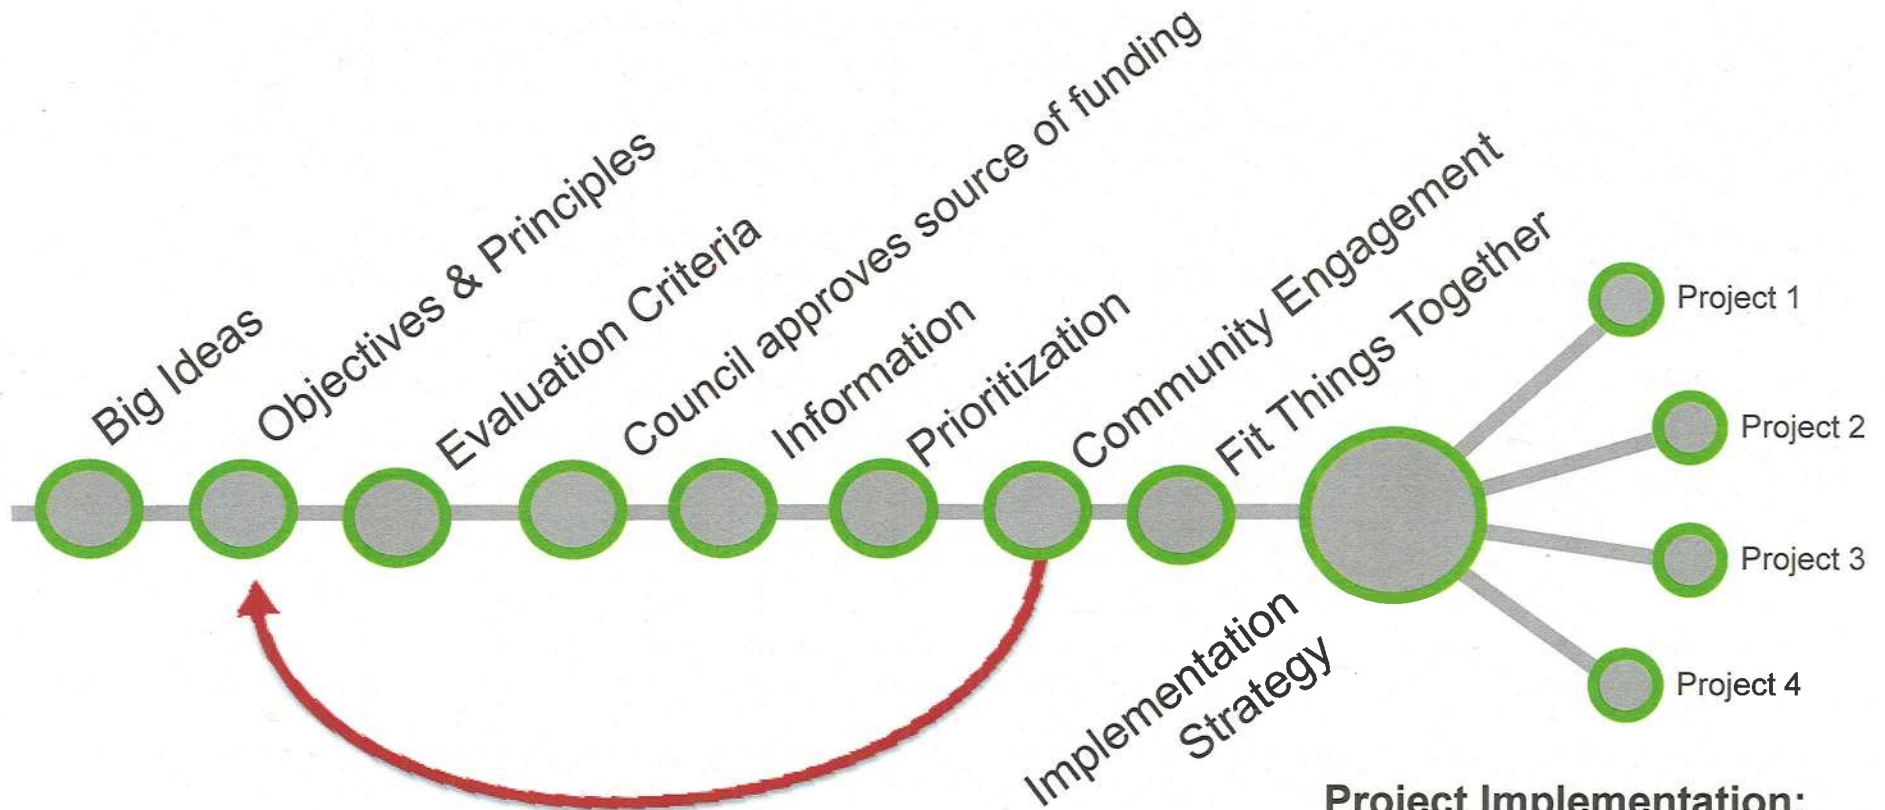 Big Ideas
Objectives & Principles
Evaluation Criteria
Council approves source of funding
Information
Prioritization
Community Engagement
Fit Things Together
Implementation
Strategy
Project 1
Project 2
Project 3
Project 4
Project Implementation: